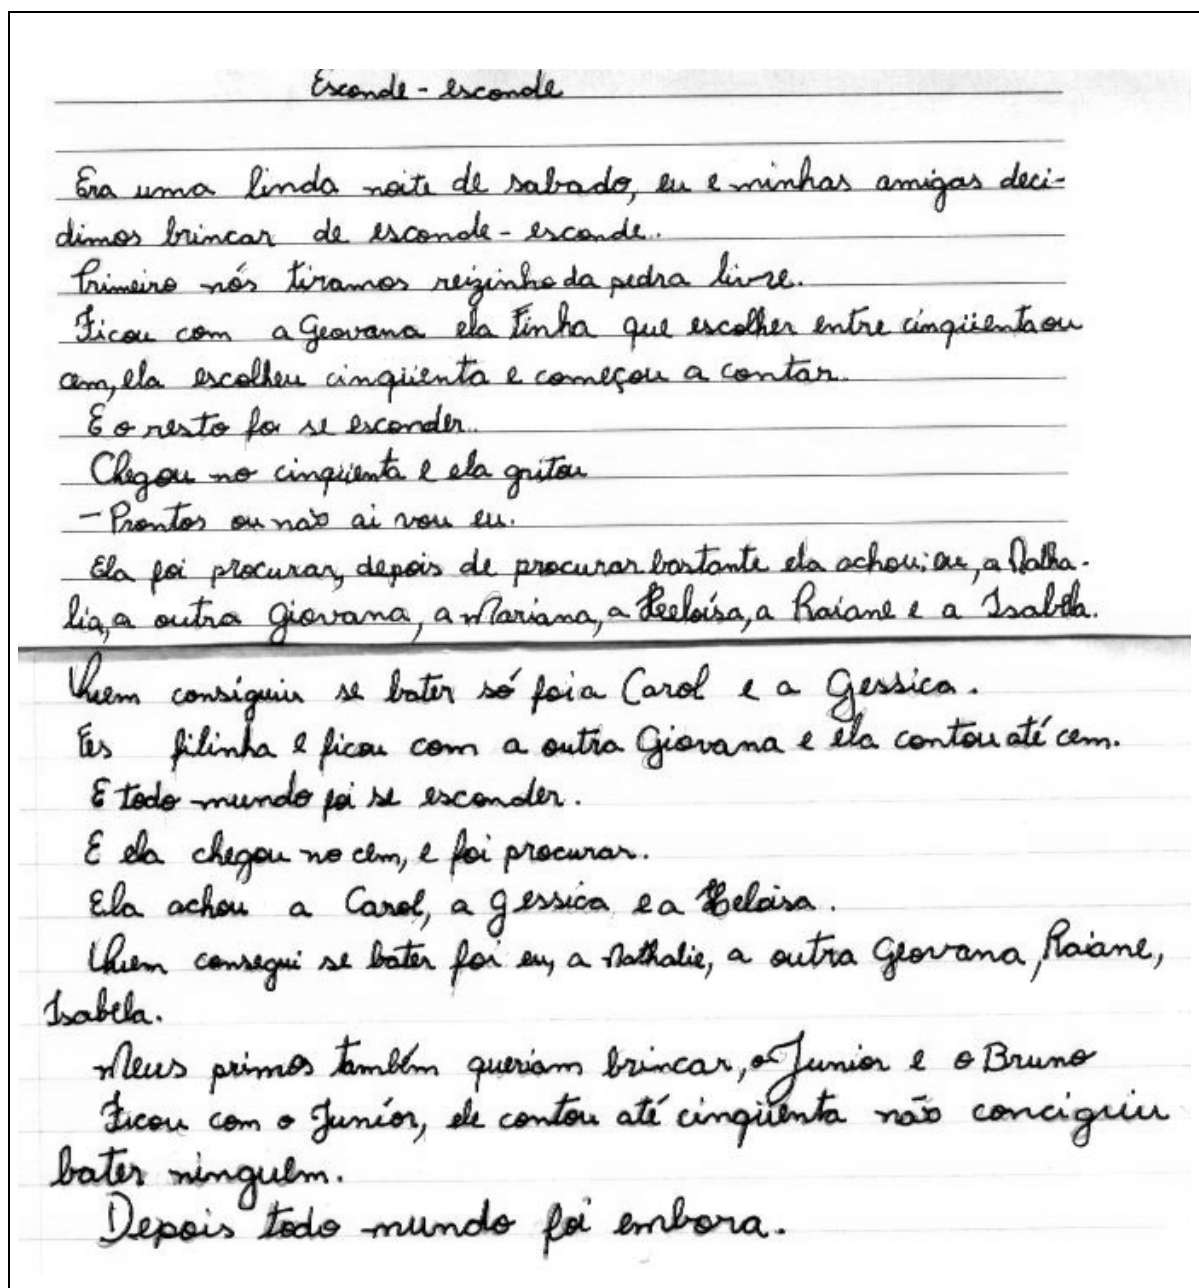 Esconde - esconde
Era uma linda noite de sabado, eu e minhas amigas deci-
dimos brincar de esconde - esconde.
Primeiro nós tiramos reizinho da pedra livre.
Ficou com a Geovana ela tinha que escolher entre cinqüenta ou
cem, ela escolheu cinqüenta e começou a contar.
E o resto foi se esconder.
Chegou no cinqüenta e ela gritou
- Prontos ou não ai vou eu.
Ela foi procurar, depois de procurar bastante ela achou: eu, a Natha-
lia, a outra Giovana, a Mariana, a Heeloísa, a Raiane e a Isabela.
Quem consiguiu se bater só foi a Carol e a Gessica.
Fes filinha e ficou com a outra Giovana e ela contou até cem.
E todo mundo foi se esconder.
E ela chegou no cem, e foi procurar.
Ela achou a Carol, a Gessica e a Heloisa.
Quem consegui se bater foi eu, a Nathalie, a outra Geovana, Raiane,
Isabela.
Meus primos também queriam brincar, o Junior e o Bruno
Ficou com o Juniór, ele contou até cinqüenta não conciguiu
bater ninguém.
Depois todo mundo foi embora.